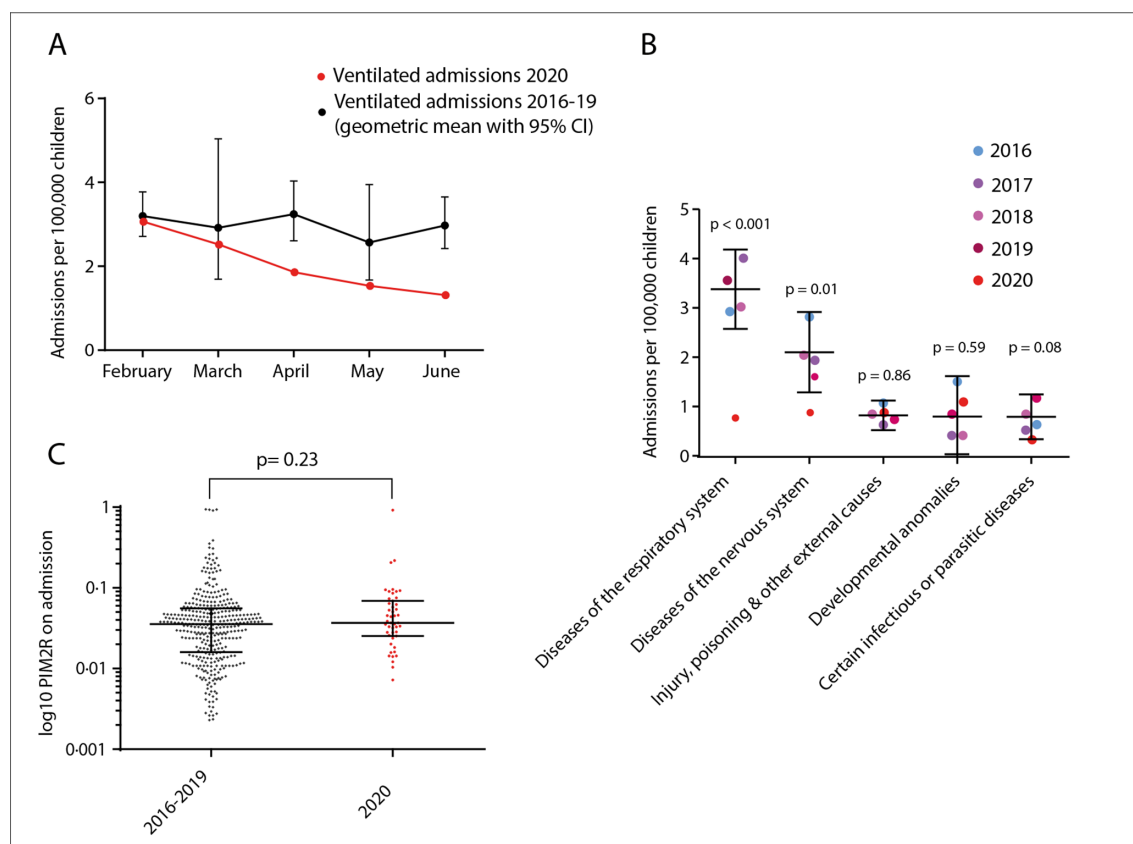 A
Ventilated admissions 2020
Ventilated admissions 2016-19
(geometric mean with 95% CI)
Admissions per 100,000 children
6
4
2
0
February March April May June
B
2016
2017
2018
2019
2020
Admissions per 100,000 children
5
4
3
2
1
0
p < 0.001
p = 0.01
p = 0.86
p = 0.59
p = 0.08
Diseases of the respiratory system
Diseases of the nervous system
Injury, poisoning & other external causes
Developmental anomalies
Certain infectious or parasitic diseases
C
p= 0.23
log10 PIM2R on admission
1
0·1
0·01
0·001
2016-2019
2020